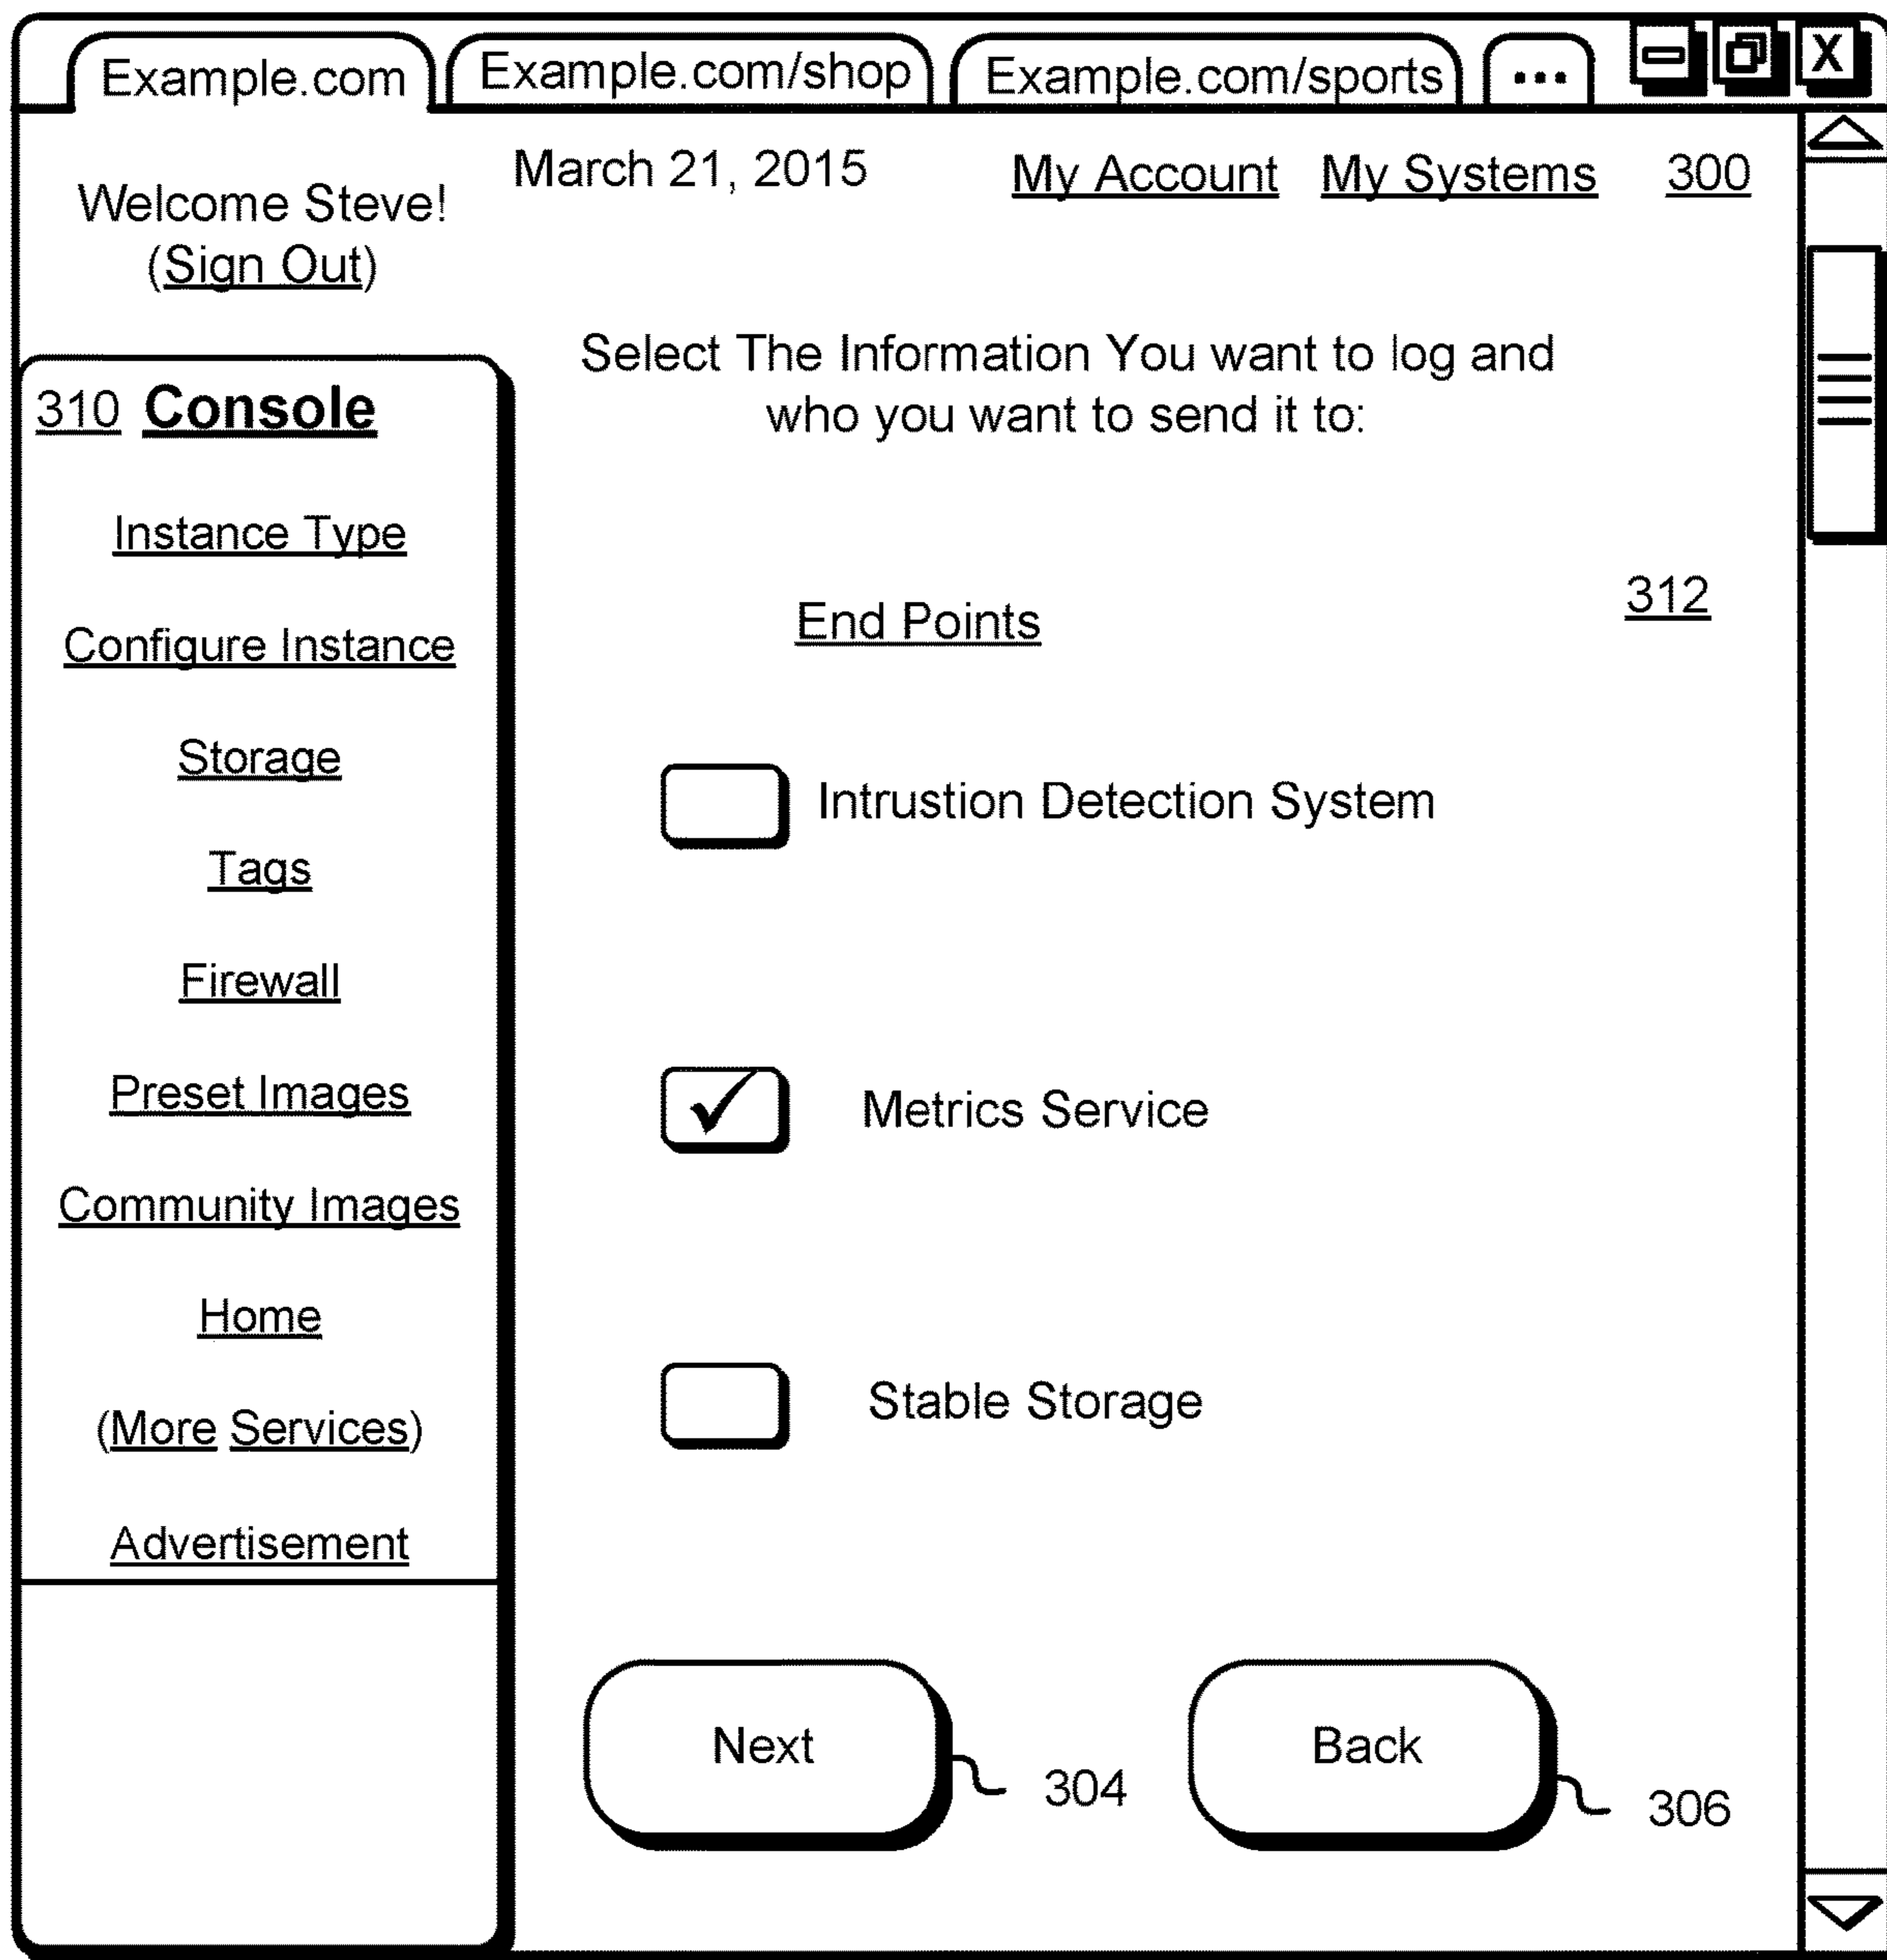 Example.com
Example.com/shop
Example.com/sports
...
X
Welcome Steve!
(Sign Out)
March 21, 2015
My Account
My Systems
300
310 Console
Instance Type
Configure Instance
Storage
Tags
Firewall
Preset Images
Community Images
Home
(More Services)
Advertisement
Select The Information You want to log and
who you want to send it to:
End Points
312
Intrustion Detection System
Metrics Service
Stable Storage
Next
304
Back
306